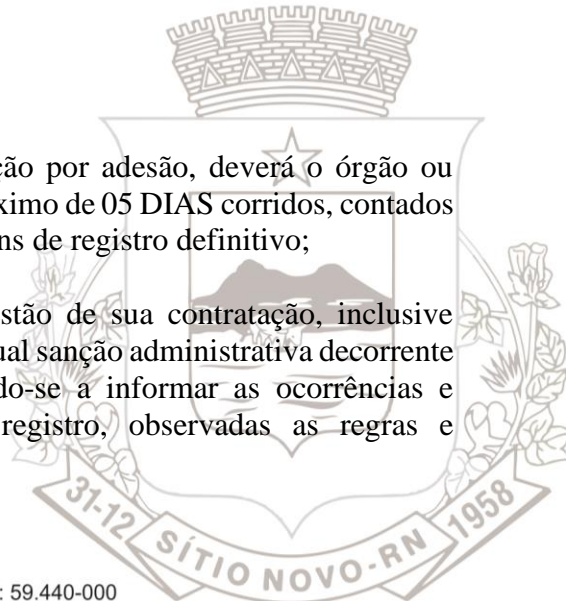 ção por adesão, deverá o órgão ou
ximo de 05 DIAS corridos, contados
ns de registro definitivo;
stão de sua contratação, inclusive
ual sanção administrativa decorrente
do-se a informar as ocorrências e
registro, observadas as regras e
31-12 SÍTIO NOVO-RN 1958
: 59.440-000